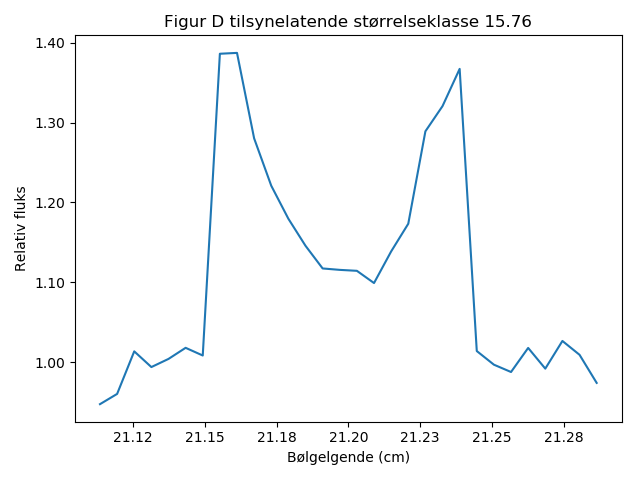 Figur D tilsynelatende størrelseklasse 15.76
1.40
1.30
1.20
1.10
1.00
Relativ fluks
21.12 21.15 21.18 21.20 21.23 21.25 21.28
Bølgelgende (cm)